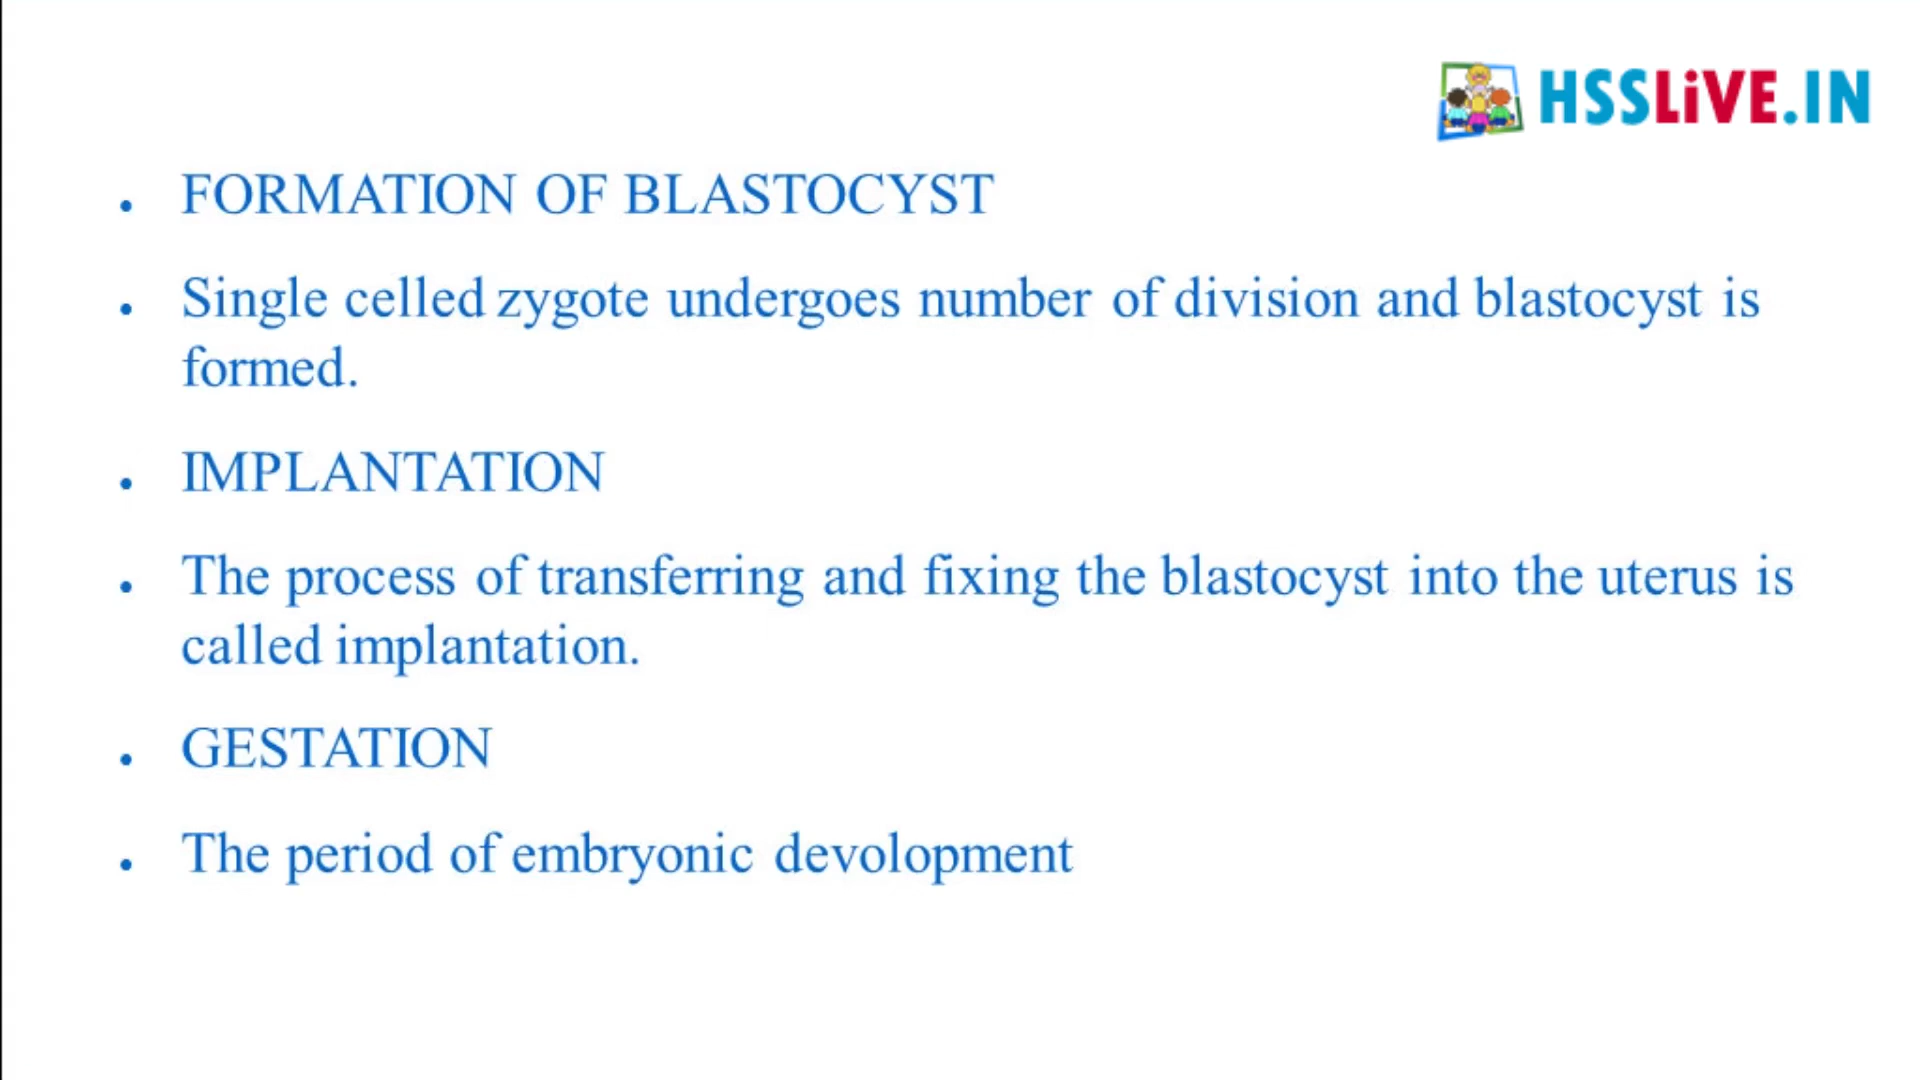 HSSLiVE.IN
• FORMATION OF BLASTOCYST
• Single celled zygote undergoes number of division and blastocyst is
formed.
• IMPLANTATION
• The process of transferring and fixing the blastocyst into the uterus is
called implantation.
• GESTATION
• The period of embryonic devolopment